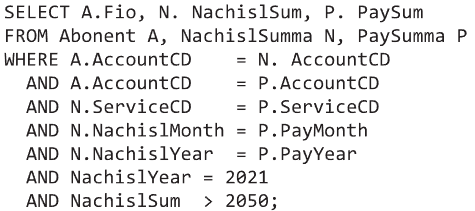 SELECT A.Fio, N. NachislSum, P. PaySum
FROM Abonent A, NachislSumma N, PaySumma P
WHERE A.AccountCD    = N. AccountCD
  AND A.AccountCD    = P.AccountCD
  AND N.ServiceCD    = P.ServiceCD
  AND N.NachislMonth = P.PayMonth
  AND N.NachislYear  = P.PayYear
  AND NachislYear = 2021
  AND NachislSum  > 2050;